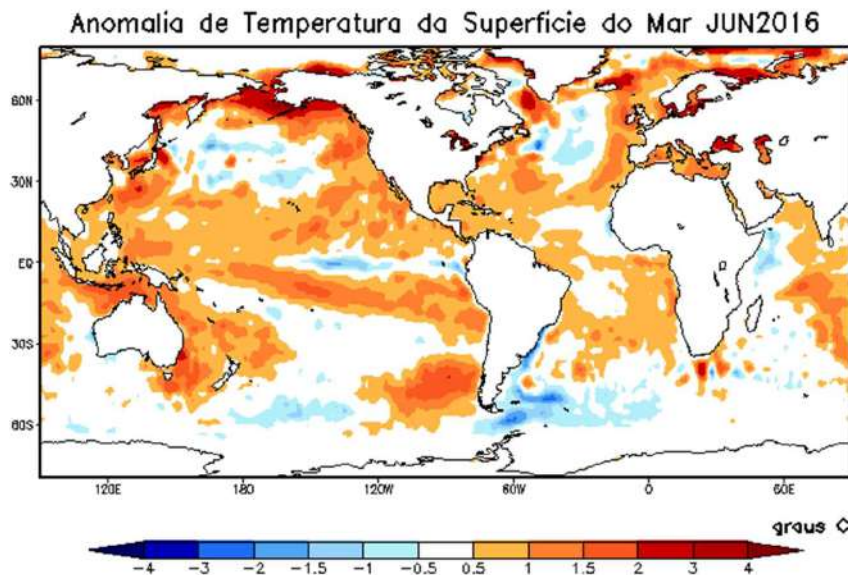 Anomalia de Temperatura da Superfície do Mar JUN2016
60N
30N
EQ
30S
60S
120E 180 120W 60W 0 60E
graus C
-4 -3 -2 -1.5 -1 -0.5 0.5 1 1.5 2 3 4